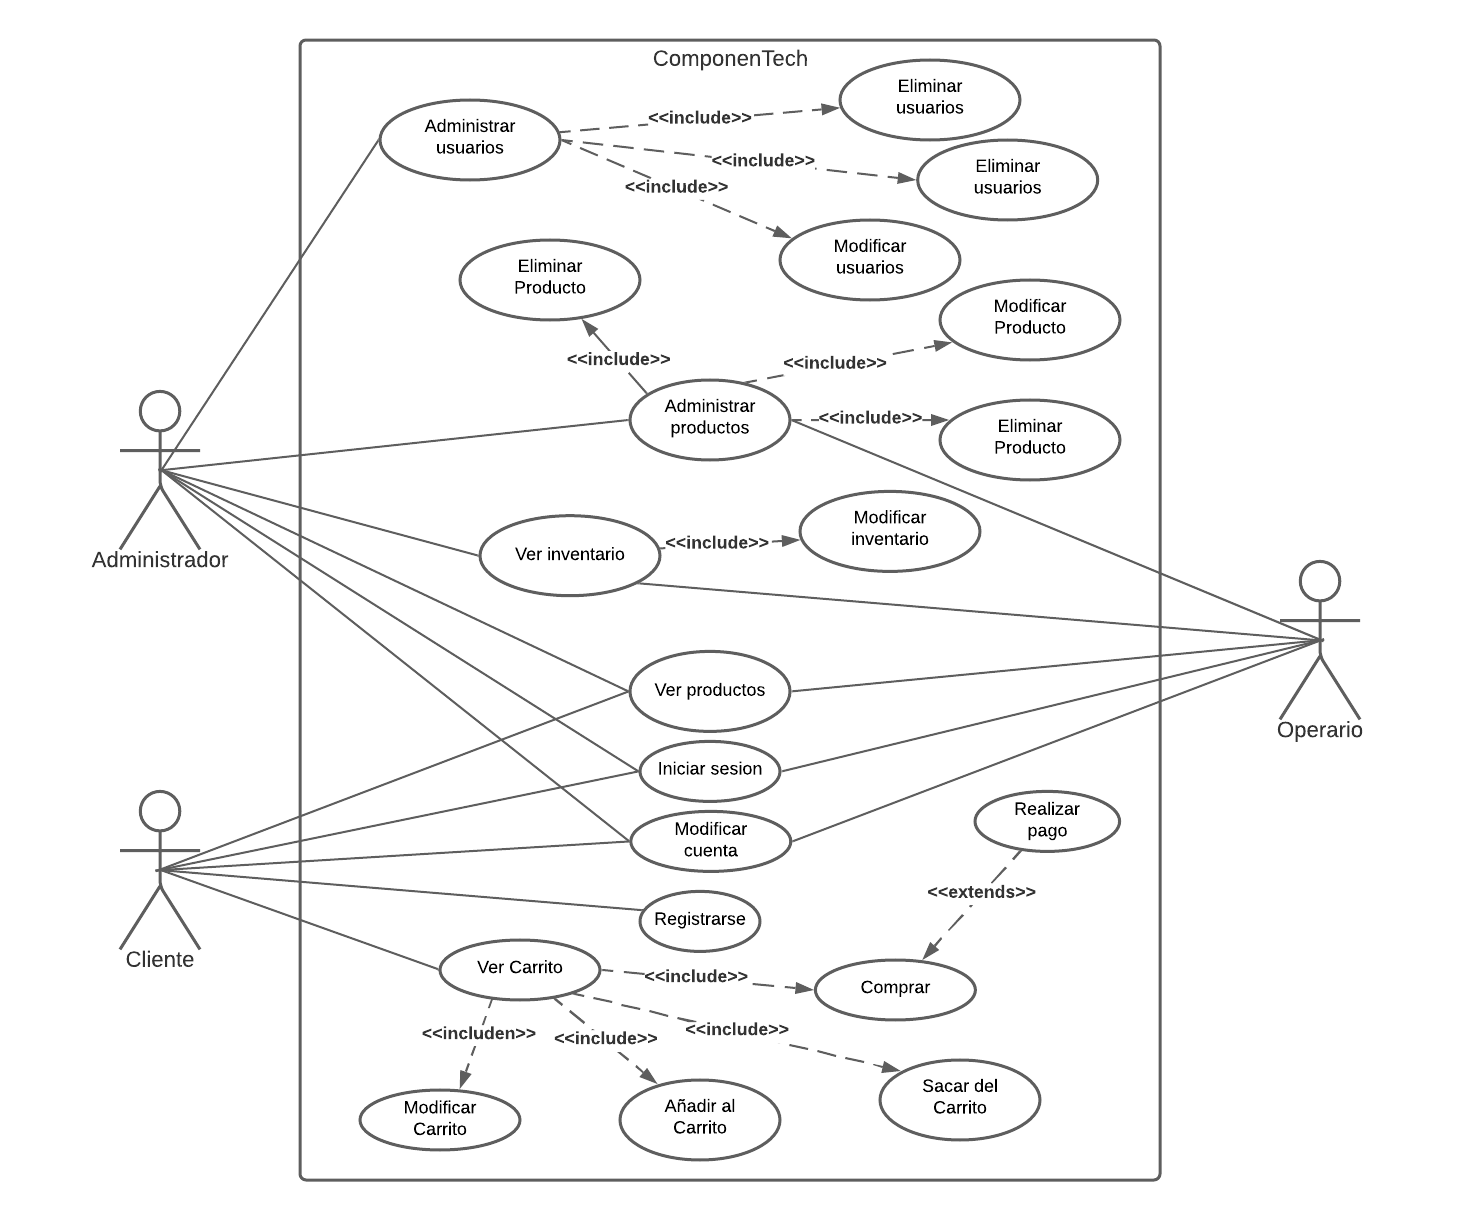 ComponenTech
Eliminar
usuarios
Administrar
usuarios
<<include>>
<<include>>
Eliminar
usuarios
<<include>>
Modificar
usuarios
Eliminar
Producto
Modificar
Producto
<<include>>
<<include>>
Administrar
productos
<<include>>
Eliminar
Producto
Administrador
Modificar
inventario
Ver inventario
<<include>>
Ver productos
Operario
Iniciar sesion
Modificar
cuenta
Realizar
pago
<<extends>>
Registrarse
Cliente
Ver Carrito
<<include>>
Comprar
<<includen>>
<<include>>
<<include>>
Modificar
Carrito
Añadir al
Carrito
Sacar del
Carrito